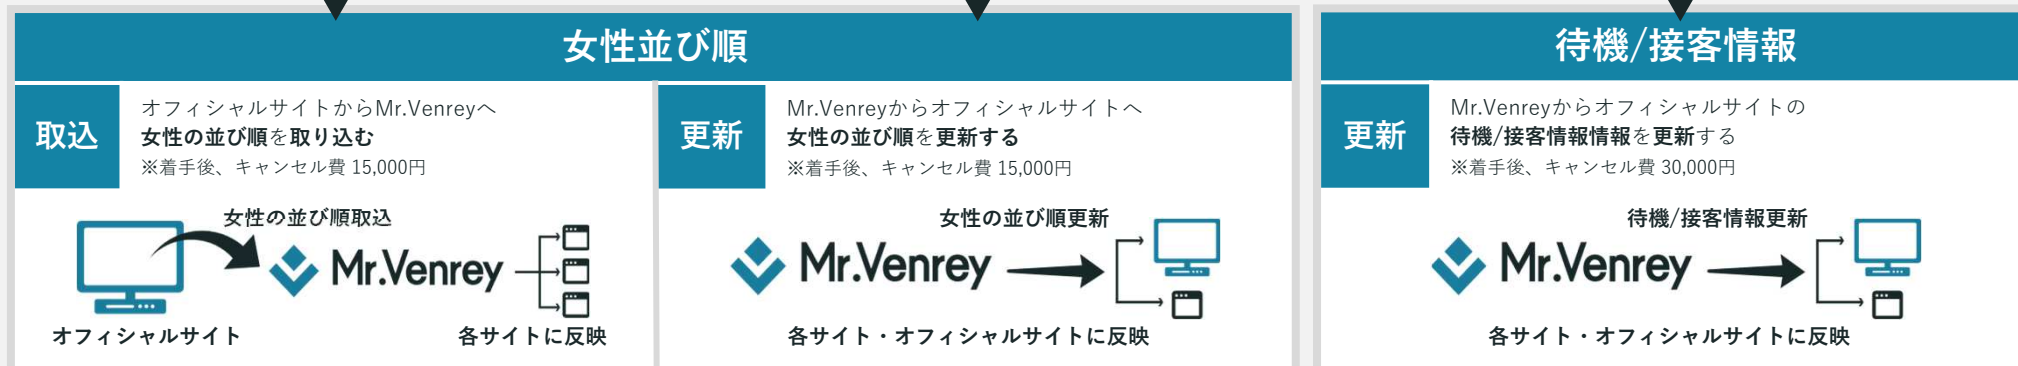 女性並び順
取込
オフィシャルサイトからMr.Venreyへ
女性の並び順を取り込む
※着手後、キャンセル費 15,000円
女性の並び順取込
Mr.Venrey
オフィシャルサイト
各サイトに反映
更新
Mr.Venreyからオフィシャルサイトへ
女性の並び順を更新する
※着手後、キャンセル費 15,000円
女性の並び順更新
Mr.Venrey
各サイト・オフィシャルサイトに反映
待機/接客情報
更新
Mr.Venreyからオフィシャルサイトの
待機/接客情報情報を更新する
※着手後、キャンセル費 30,000円
待機/接客情報更新
Mr.Venrey
各サイト・オフィシャルサイトに反映